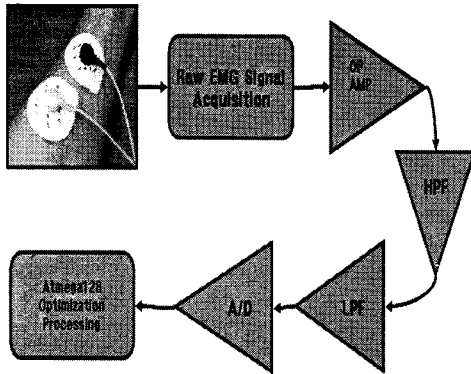 Raw EMG Signal
Acquisition
OP
AMP
HPF
LPF
A/D
Atmega128
Optimization
Processing